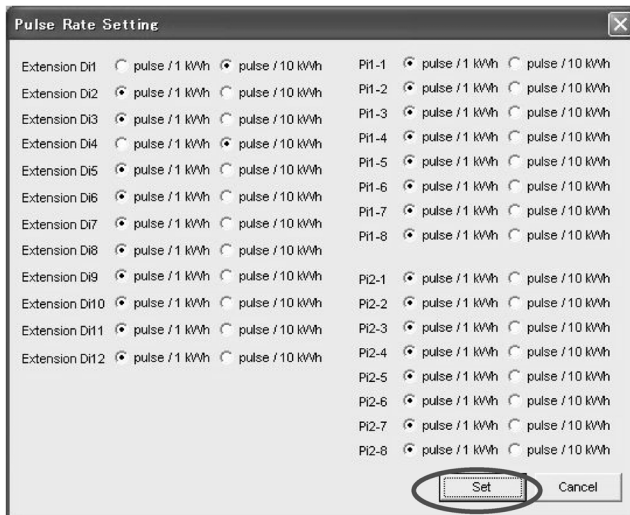 Pulse Rate Setting
Extension Di1 pulse / 1 kWh pulse / 10 kWh
Extension Di2 pulse / 1 kWh pulse / 10 kWh
Extension Di3 pulse / 1 kWh pulse / 10 kWh
Extension Di4 pulse / 1 kWh pulse / 10 kWh
Extension Di5 pulse / 1 kWh pulse / 10 kWh
Extension Di6 pulse / 1 kWh pulse / 10 kWh
Extension Di7 pulse / 1 kWh pulse / 10 kWh
Extension Di8 pulse / 1 kWh pulse / 10 kWh
Extension Di9 pulse / 1 kWh pulse / 10 kWh
Extension Di10 pulse / 1 kWh pulse / 10 kWh
Extension Di11 pulse / 1 kWh pulse / 10 kWh
Extension Di12 pulse / 1 kWh pulse / 10 kWh
Pi1-1 pulse / 1 kWh pulse / 10 kWh
Pi1-2 pulse / 1 kWh pulse / 10 kWh
Pi1-3 pulse / 1 kWh pulse / 10 kWh
Pi1-4 pulse / 1 kWh pulse / 10 kWh
Pi1-5 pulse / 1 kWh pulse / 10 kWh
Pi1-6 pulse / 1 kWh pulse / 10 kWh
Pi1-7 pulse / 1 kWh pulse / 10 kWh
Pi1-8 pulse / 1 kWh pulse / 10 kWh
Pi2-1 pulse / 1 kWh pulse / 10 kWh
Pi2-2 pulse / 1 kWh pulse / 10 kWh
Pi2-3 pulse / 1 kWh pulse / 10 kWh
Pi2-4 pulse / 1 kWh pulse / 10 kWh
Pi2-5 pulse / 1 kWh pulse / 10 kWh
Pi2-6 pulse / 1 kWh pulse / 10 kWh
Pi2-7 pulse / 1 kWh pulse / 10 kWh
Pi2-8 pulse / 1 kWh pulse / 10 kWh
Set Cancel